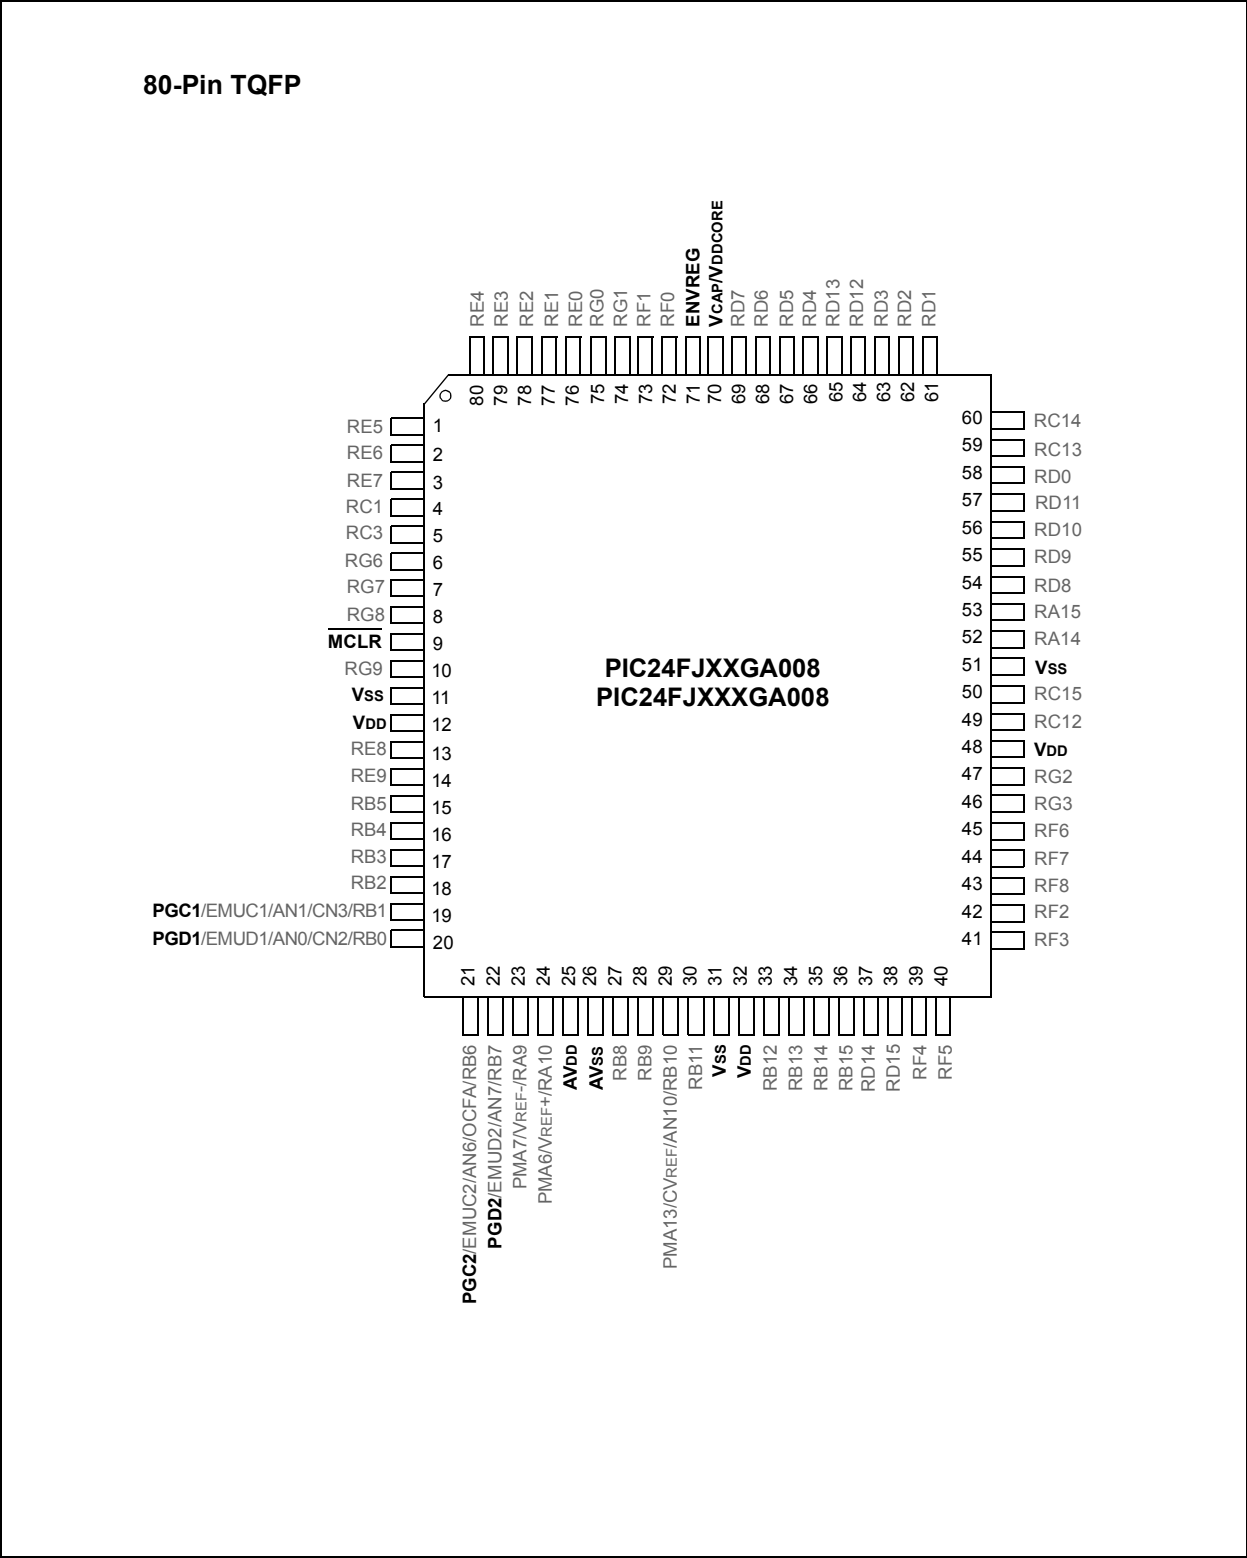 80-Pin TQFP
RE4
RE3
RE2
RE1
RE0
RG0
RG1
RF1
RF0
ENVREG
VCAP/VDDCORE
RD7
RD6
RD5
RD4
RD13
RD12
RD3
RD2
RD1
80
79
78
77
76
75
74
73
72
71
70
69
68
67
66
65
64
63
62
61
RE5 1
RE6 2
RE7 3
RC1 4
RC3 5
RG6 6
RG7 7
RG8 8
MCLR 9
RG9 10
Vss 11
VDD 12
RE8 13
RE9 14
RB5 15
RB4 16
RB3 17
RB2 18
PGC1/EMUC1/AN1/CN3/RB1 19
PGD1/EMUD1/AN0/CN2/RB0 20
PIC24FJXXGA008
PIC24FJXXXGA008
60 RC14
59 RC13
58 RD0
57 RD11
56 RD10
55 RD9
54 RD8
53 RA15
52 RA14
51 Vss
50 RC15
49 RC12
48 VDD
47 RG2
46 RG3
45 RF6
44 RF7
43 RF8
42 RF2
41 RF3
21
22
23
24
25
26
27
28
29
30
31
32
33
34
35
36
37
38
39
40
PGC2/EMUC2/AN6/OCFA/RB6
PGD2/EMUD2/AN7/RB7
PMA7/VREF-/RA9
PMA6/VREF+/RA10
AVDD
AVss
RB8
RB9
PMA13/CVREF/AN10/RB10
RB11
Vss
VDD
RB12
RB13
RB14
RB15
RD14
RD15
RF4
RF5